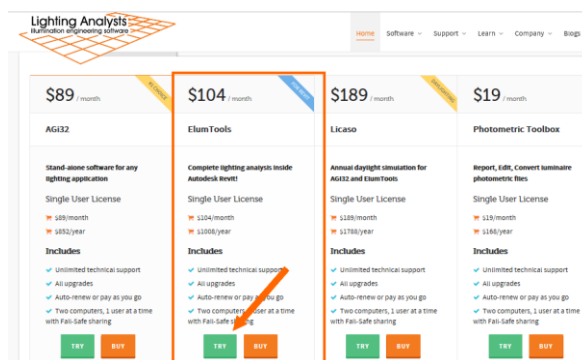 Lighting Analysts
illumination engineering software
Home Software Support Learn Company Blogs
$89 / month
#1 CHOICE
AGi32
Stand-alone software for any
lighting application
Single User License
$89/month
$852/year
Includes
Unlimited technical support
All upgrades
Auto-renew or pay as you go
Two computers, 1 user at a time
with Fail-Safe sharing
TRY BUY
$104 / month
FOR REVIT
ElumTools
Complete lighting analysis inside
Autodesk Revit!
Single User License
$104/month
$1008/year
Includes
Unlimited technical support
All upgrades
Auto-renew or pay as you go
Two computers, 1 user at a time
with Fail-Safe sharing
TRY BUY
$189 / month
DAYLIGHTING
Licaso
Annual daylight simulation for
AGi32 and ElumTools
Single User License
$189/month
$1788/year
Includes
Unlimited technical support
All upgrades
Auto-renew or pay as you go
Two computers, 1 user at a time
with Fail-Safe sharing
TRY BUY
$19 / month
Photometric Toolbox
Report, Edit, Convert luminaire
photometric files
Single User License
$19/month
$168/year
Includes
Unlimited technical support
All upgrades
Auto-renew or pay as you go
Two computers, 1 user at a time
with Fail-Safe sharing
TRY BUY